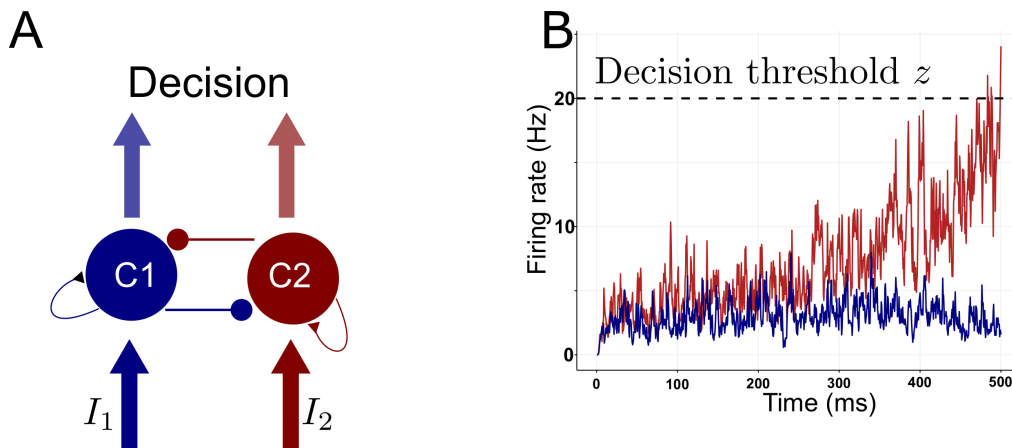 A
Decision
C1
C2
I₁
I₂
B
Decision threshold z
Firing rate (Hz)
20
10
0
0 100 200 300 400 500
Time (ms)